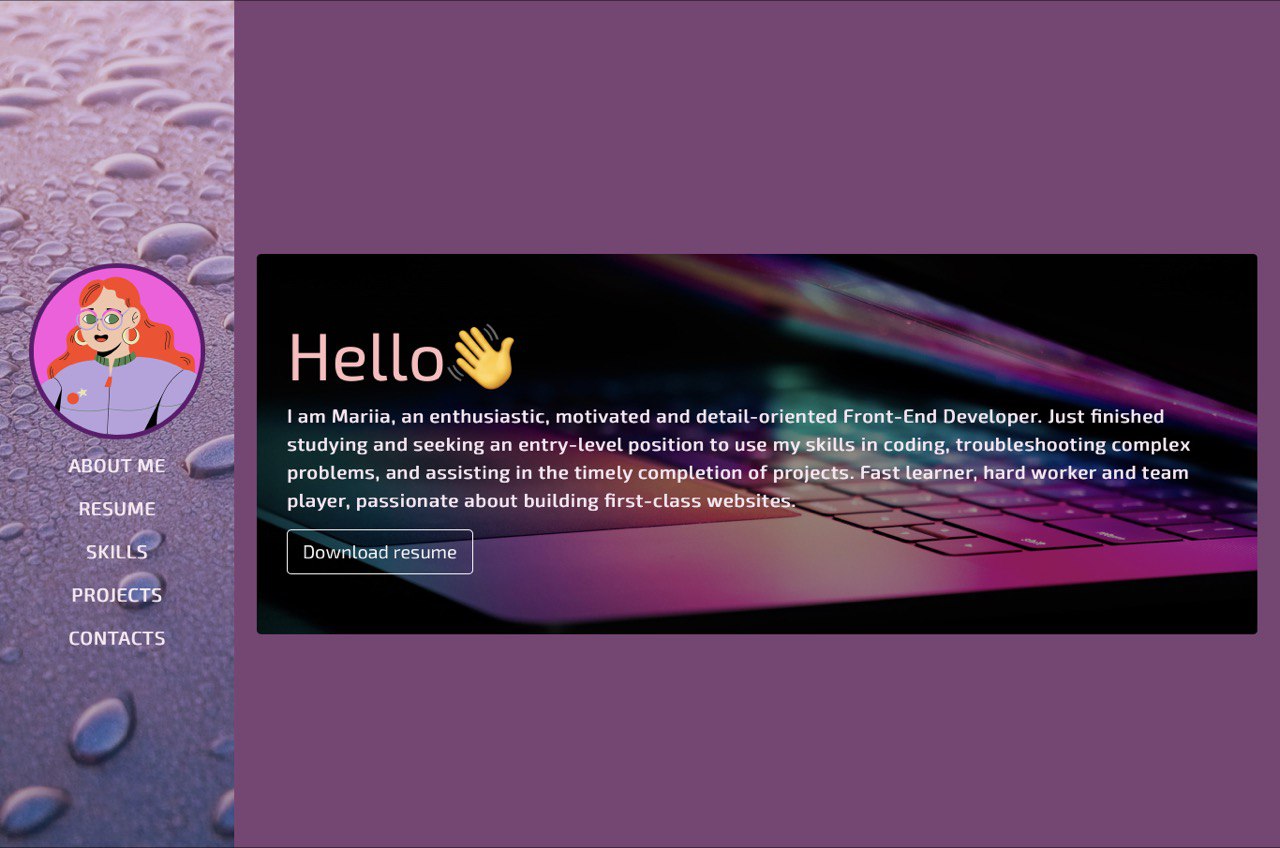 ABOUT ME
RESUME
SKILLS
PROJECTS
CONTACTS
Hello👋
I am Mariia, an enthusiastic, motivated and detail-oriented Front-End Developer. Just finished
studying and seeking an entry-level position to use my skills in coding, troubleshooting complex
problems, and assisting in the timely completion of projects. Fast learner, hard worker and team
player, passionate about building first-class websites.
Download resume